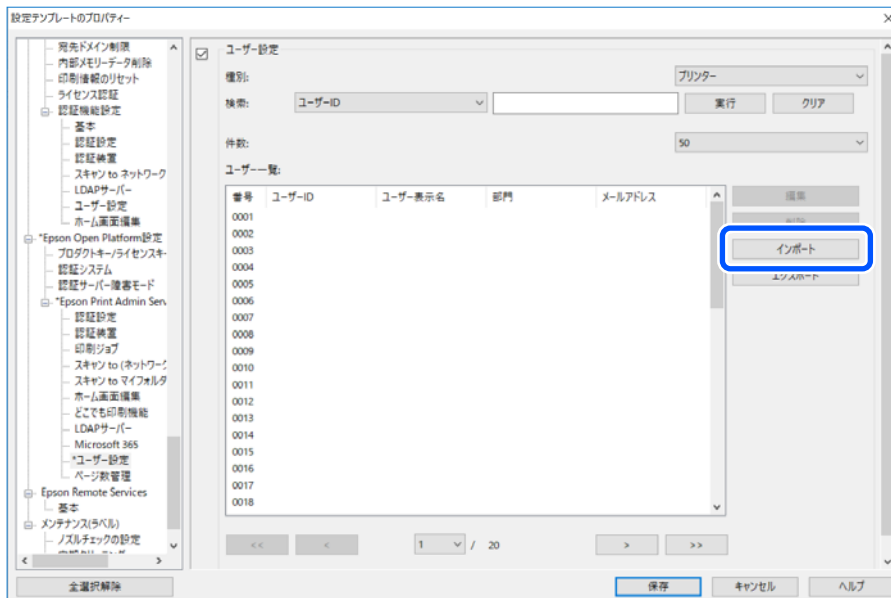 設定テンプレートのプロパティー
宛先ドメイン制限
内部メモリーデータ削除
印刷情報のリセット
ライセンス認証
認証機能設定
基本
認証設定
認証装置
スキャン to ネットワーク
LDAPサーバー
ユーザー設定
ホーム画面編集
*Epson Open Platform設定
プロダクトキー/ライセンスキ-
認証システム
認証サーバー障害モード
*Epson Print Admin Serv
認証設定
認証装置
印刷ジョブ
スキャン to (ネットワーク
スキャン to マイフォルダ
ホーム画面編集
どこでも印刷機能
LDAPサーバー
Microsoft 365
*ユーザー設定
ページ数管理
Epson Remote Services
基本
メンテナンス(ラベル)
ノズルチェックの設定
全選択解除
ユーザー設定
種別: プリンター
検索: ユーザーID 実行 クリア
件数: 50
ユーザー一覧:
番号 ユーザーID ユーザー表示名 部門 メールアドレス
0001
0002
0003
0004
0005
0006
0007
0008
0009
0010
0011
0012
0013
0014
0015
0016
0017
0018
編集
削除
インポート
エクスポート
<< < 1 / 20 > >>
保存 キャンセル ヘルプ